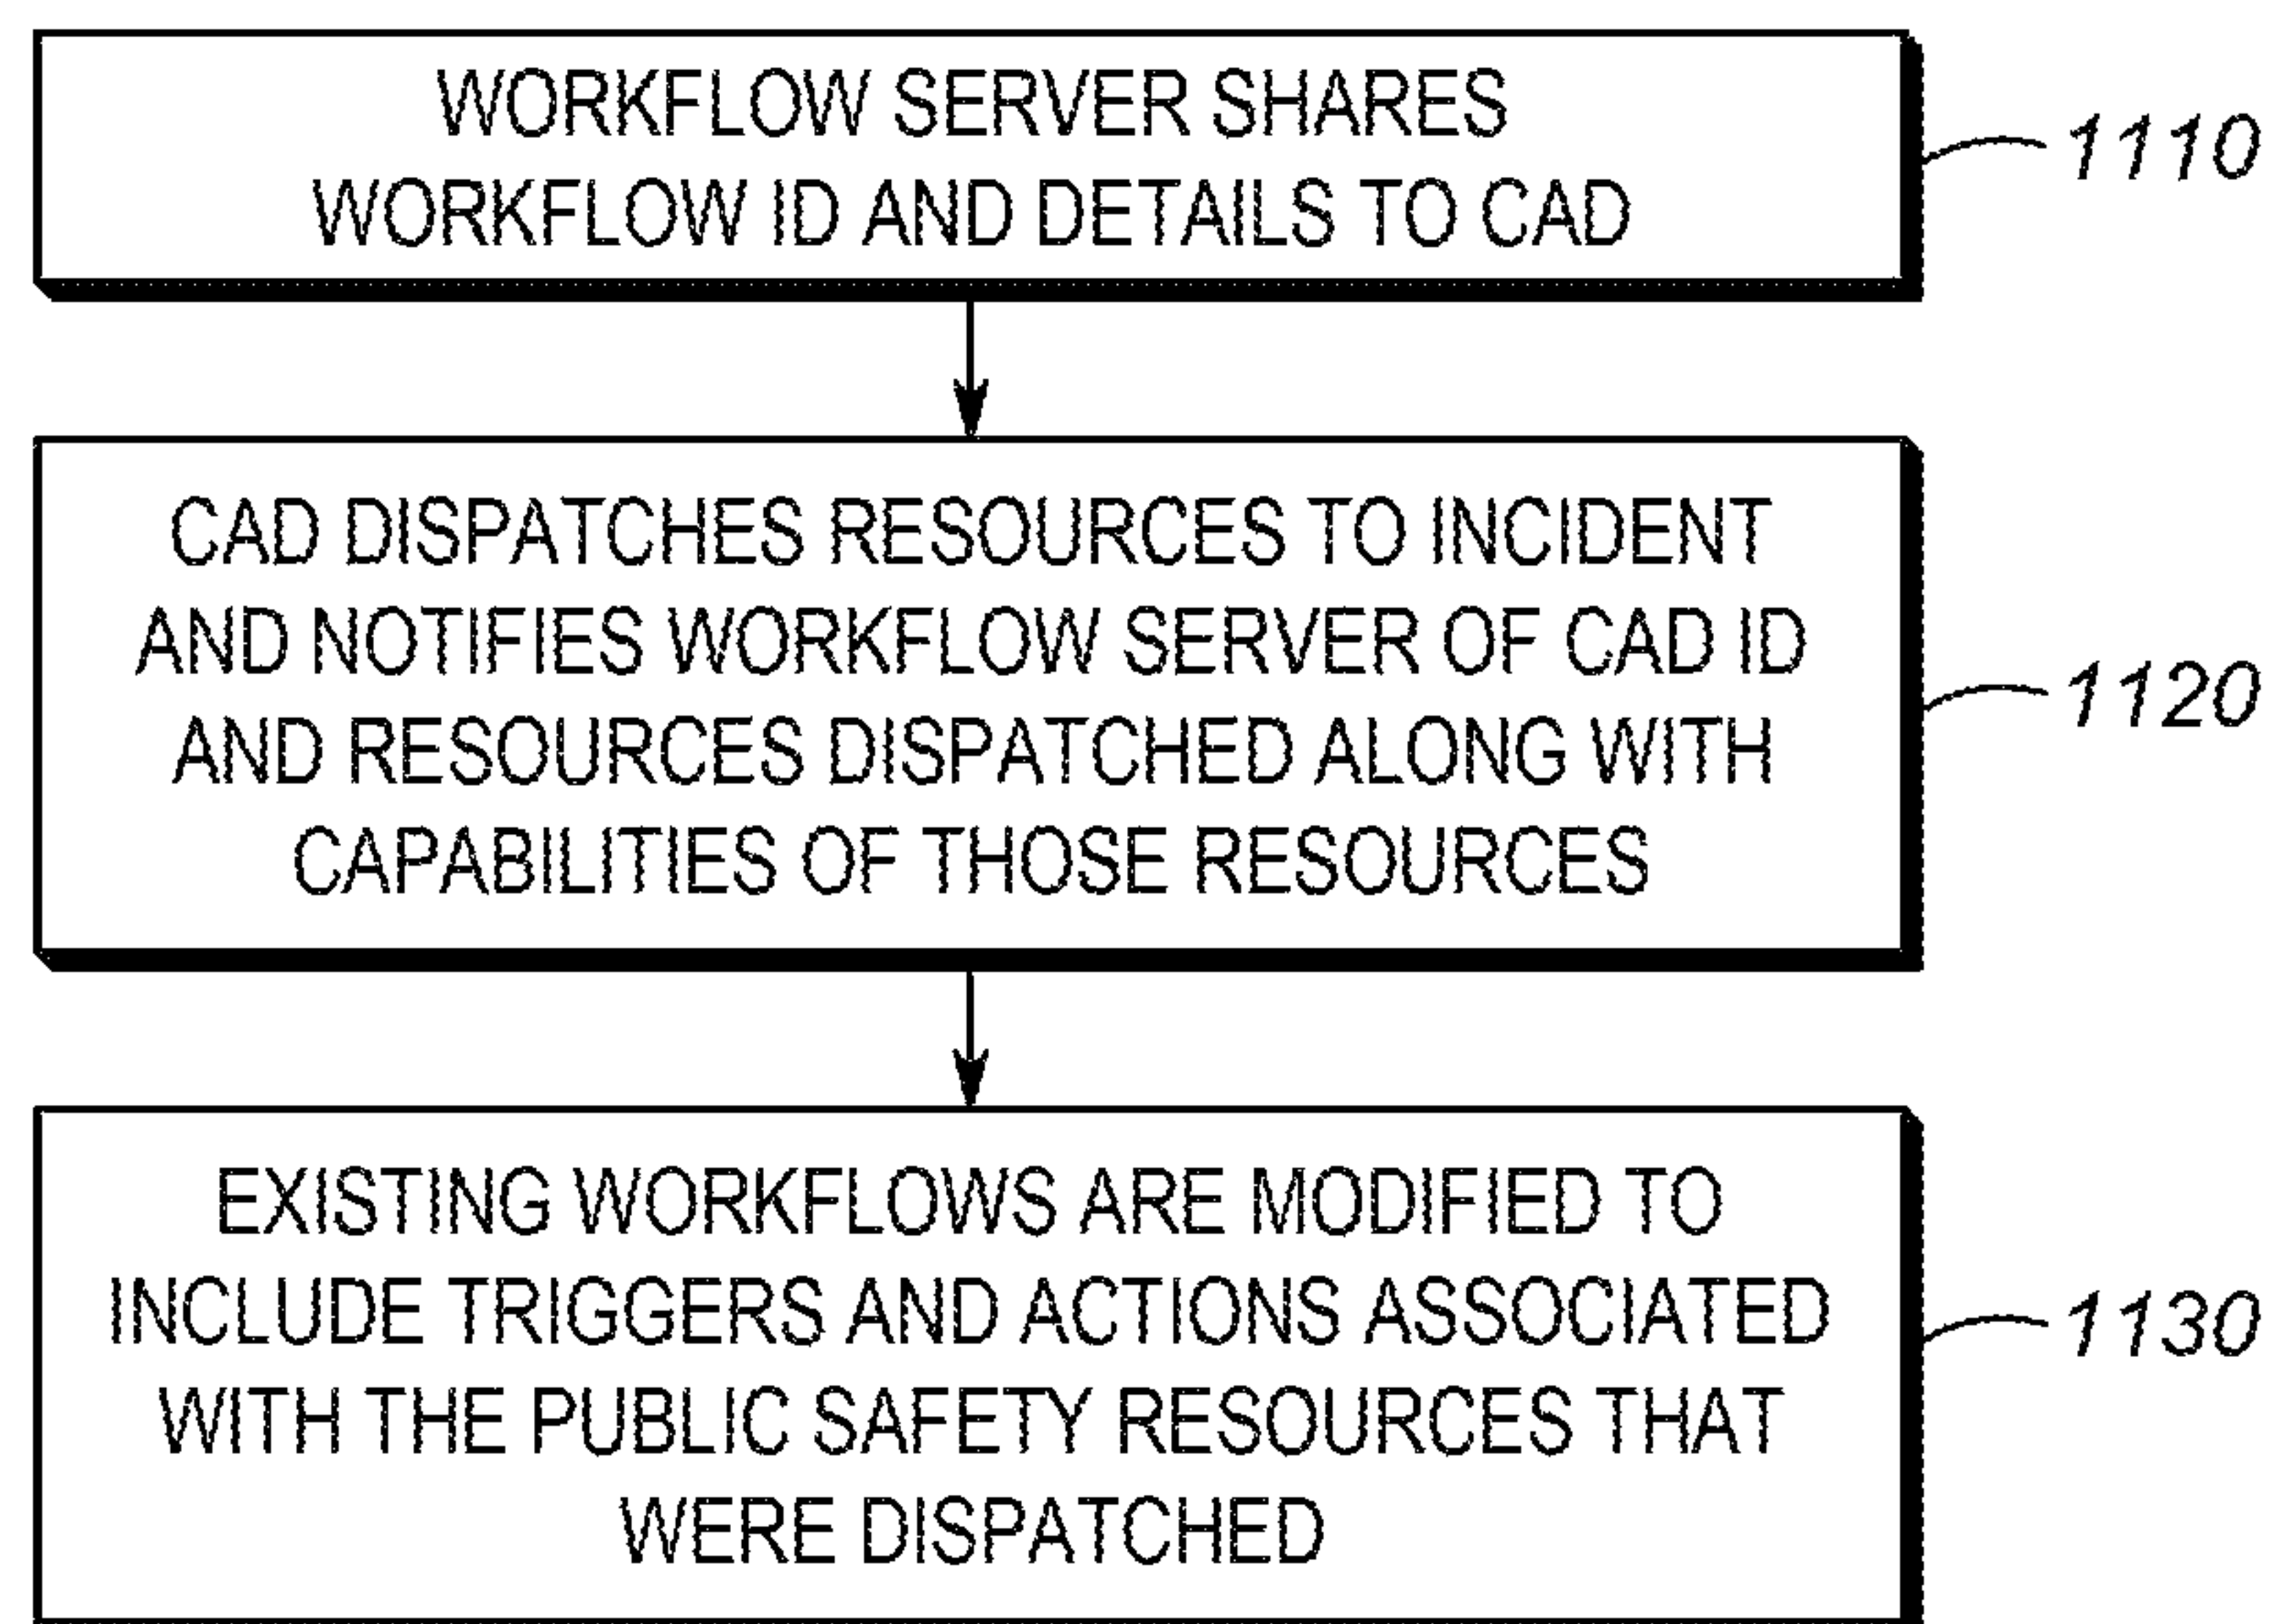 WORKFLOW SERVER SHARES
WORKFLOW ID AND DETAILS TO CAD
1110
CAD DISPATCHES RESOURCES TO INCIDENT
AND NOTIFIES WORKFLOW SERVER OF CAD ID
AND RESOURCES DISPATCHED ALONG WITH
CAPABILITIES OF THOSE RESOURCES
1120
EXISTING WORKFLOWS ARE MODIFIED TO
INCLUDE TRIGGERS AND ACTIONS ASSOCIATED
WITH THE PUBLIC SAFETY RESOURCES THAT
WERE DISPATCHED
1130